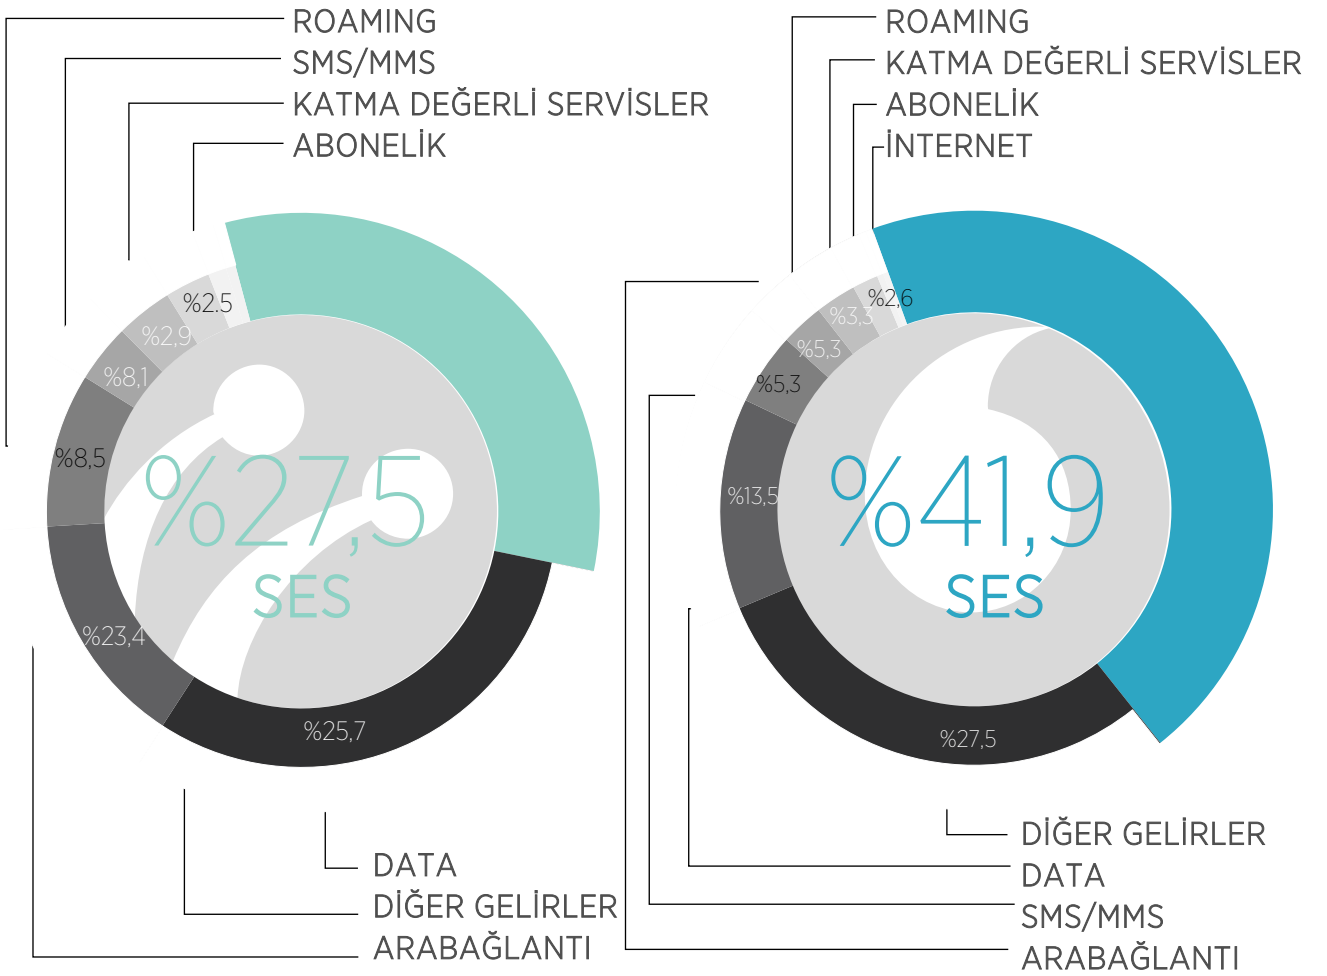 ROAMING
SMS/MMS
KATMA DEĞERLİ SERVİSLER
ABONELİK
%2.5
%2,9
%8,1
%8,5
%23,4
%25,7
%27,5
SES
DATA
DİĞER GELİRLER
ARABAĞLANTI
ROAMING
KATMA DEĞERLİ SERVİSLER
ABONELİK
İNTERNET
%2,6
%3,3
%5,3
%5,3
%13,5
%27,5
%41,9
SES
DİĞER GELİRLER
DATA
SMS/MMS
ARABAĞLANTI